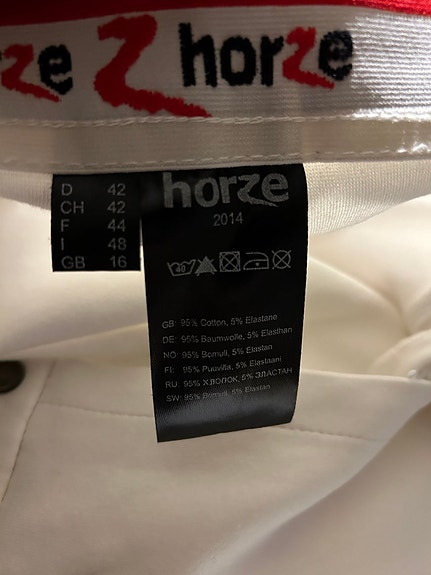 ze horze
D 42
CH 42
F 44
I 48
GB 16
horze
2014
GB: 95% Cotton, 5% Elastane
DE: 95% Baumwolle, 5% Elasthan
NO: 95% Bomull, 5% Elastan
FI: 95% Puuvilla, 5% Elastaani
RU: 95% ХВОПОК, 5% ЭЛАСТАН
SW: 95% Bomull, 5% Elastan